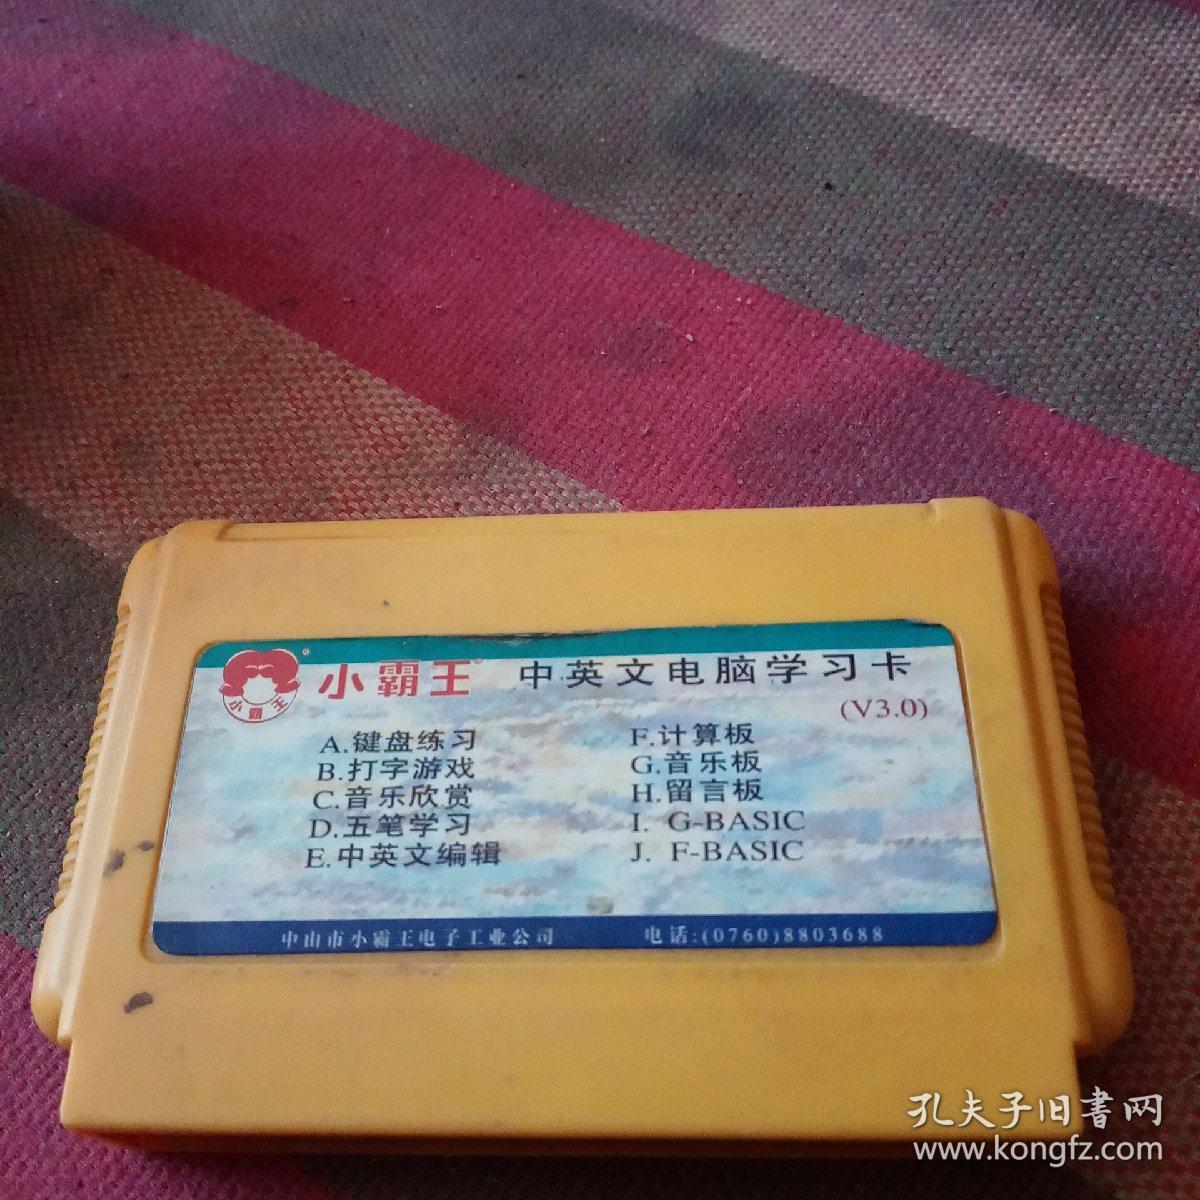 小霸王® 中英文电脑学习卡
小霸王
(V3.0)
A.键盘练习
B.打字游戏
C.音乐欣赏
D.五笔学习
E.中英文编辑
F.计算板
G.音乐板
H.留言板
I. G-BASIC
J. F-BASIC
中山市小霸王电子工业公司 电话:(0760)8803688
孔夫子旧書网
www.kongfz.com